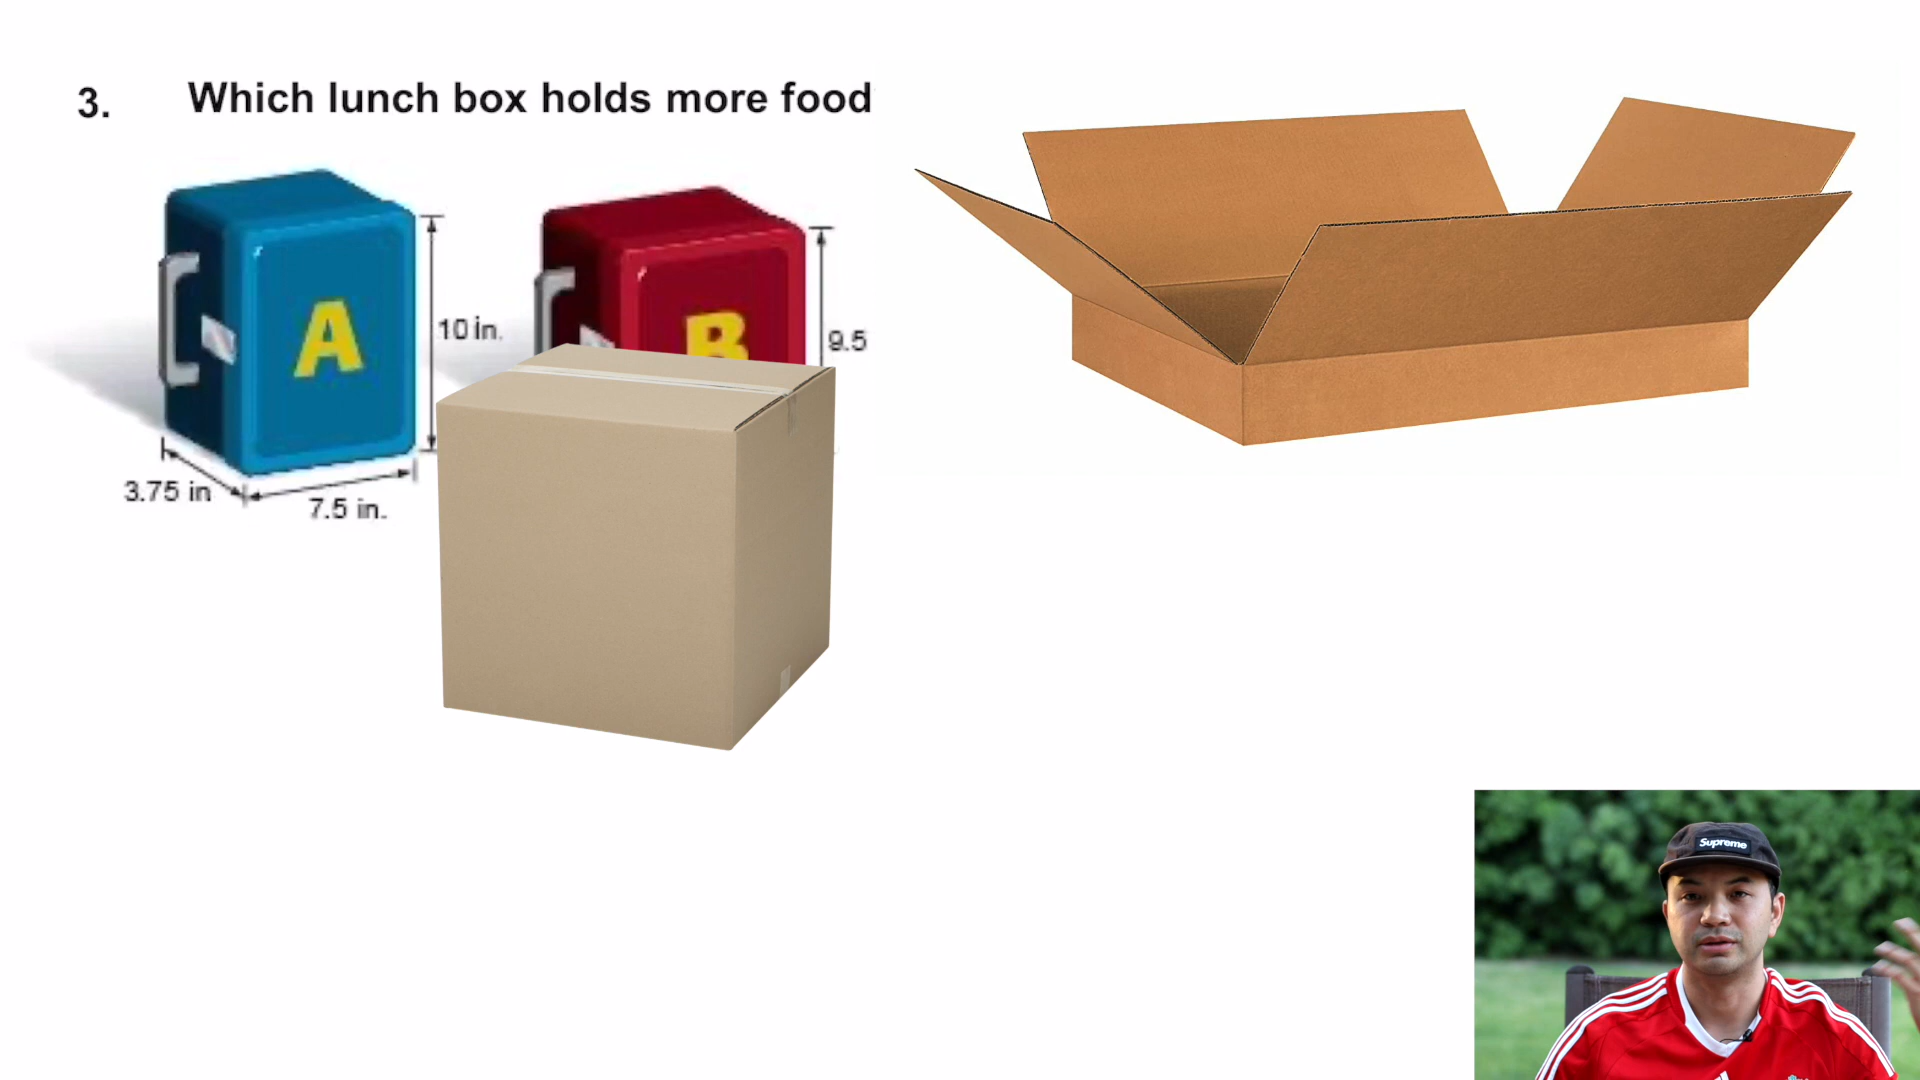 3. Which lunch box holds more food
A
B
10 in.
9.5
3.75 in
7.5 in.
Supreme